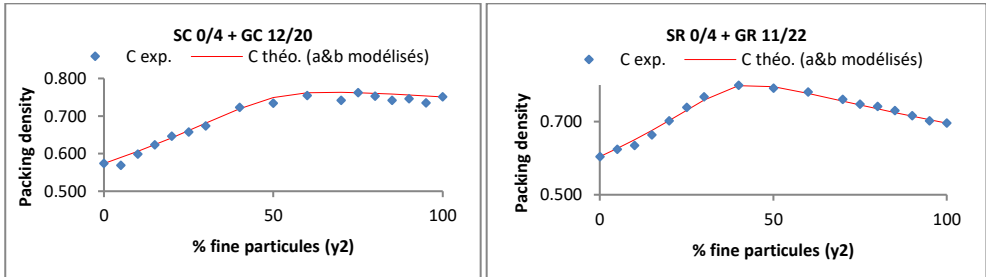 SC 0/4 + GC 12/20
C exp.
C théo. (a&b modélisés)
0.800
0.700
0.600
0.500
Packing density
0
50
100
% fine particules (y2)
SR 0/4 + GR 11/22
C exp.
C théo. (a&b modélisés)
0.700
0.500
Packing density
0
50
100
% fine particules (y2)